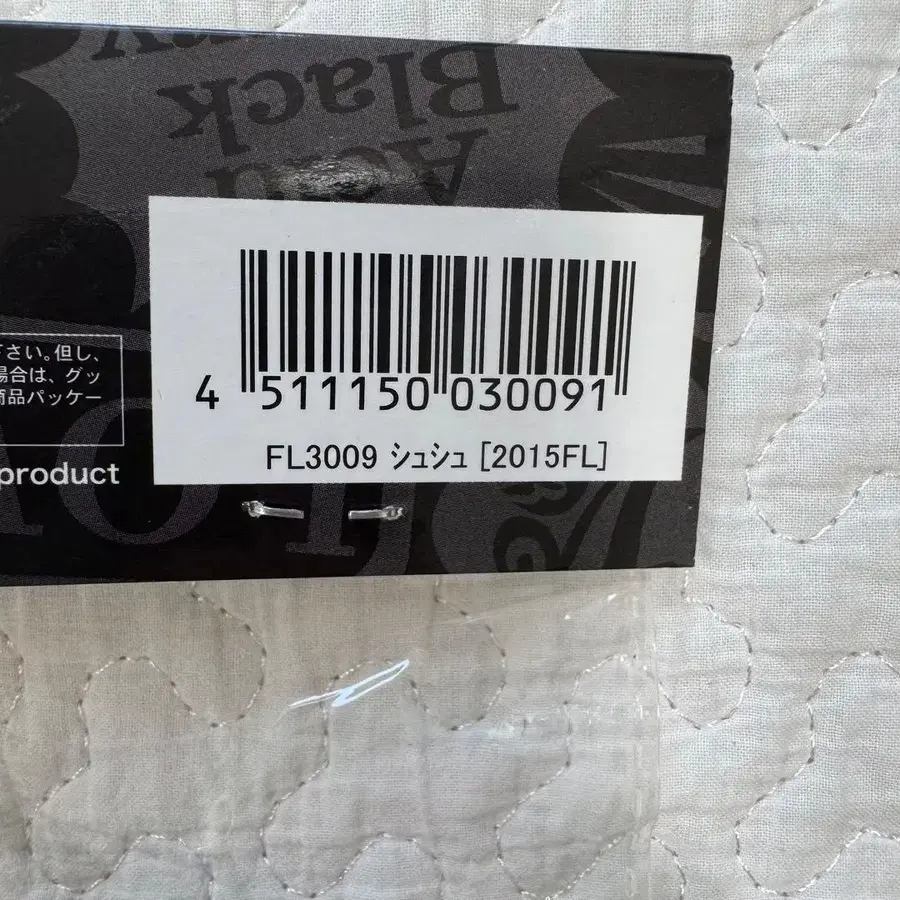 Black
Acid
さい。但し、
場合は、グッ
商品パッケー
product
4 511150 030091
FL3009 シュシュ [2015FL]